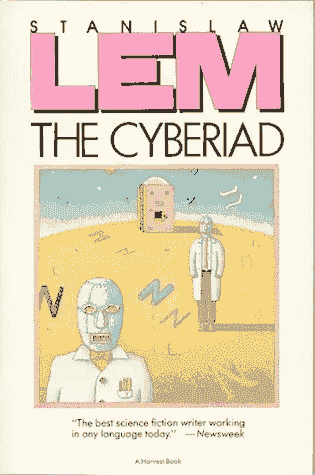 STANISLAW
LEM
THE CYBERIAD
N
N
N
N
N
"The best science fiction writer working
in any language today." —Newsweek
A Harvest Book